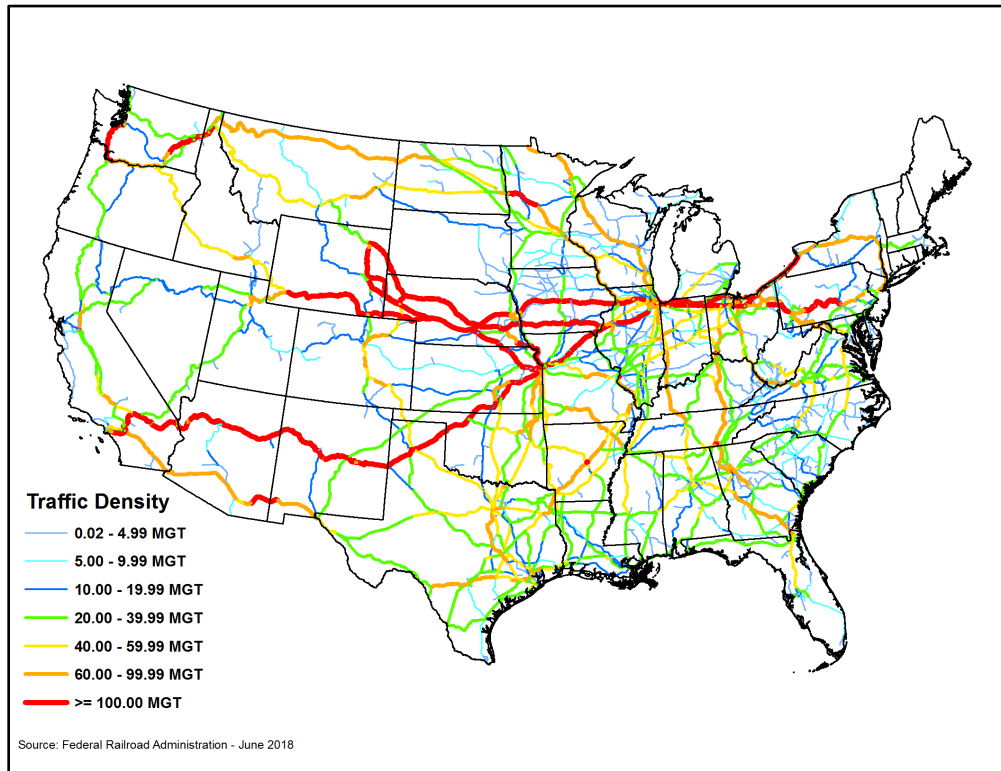 Traffic Density
0.02 - 4.99 MGT
5.00 - 9.99 MGT
10.00 - 19.99 MGT
20.00 - 39.99 MGT
40.00 - 59.99 MGT
60.00 - 99.99 MGT
>= 100.00 MGT
Source: Federal Railroad Administration - June 2018